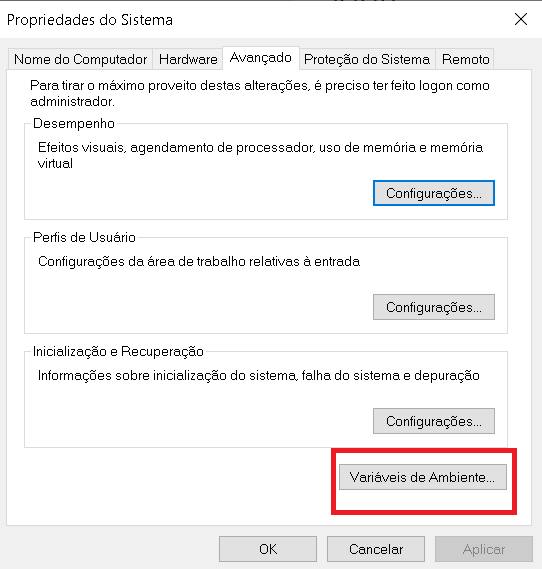 Propriedades do Sistema
Nome do Computador
Hardware
Avançado
Proteção do Sistema
Remoto
Para tirar o máximo proveito destas alterações, é preciso ter feito logon como
administrador.
Desempenho
Efeitos visuais, agendamento de processador, uso de memória e memória
virtual
Configurações...
Perfis de Usuário
Configurações da área de trabalho relativas à entrada
Configurações...
Inicialização e Recuperação
Informações sobre inicialização do sistema, falha do sistema e depuração
Configurações...
Variáveis de Ambiente...
OK
Cancelar
Aplicar